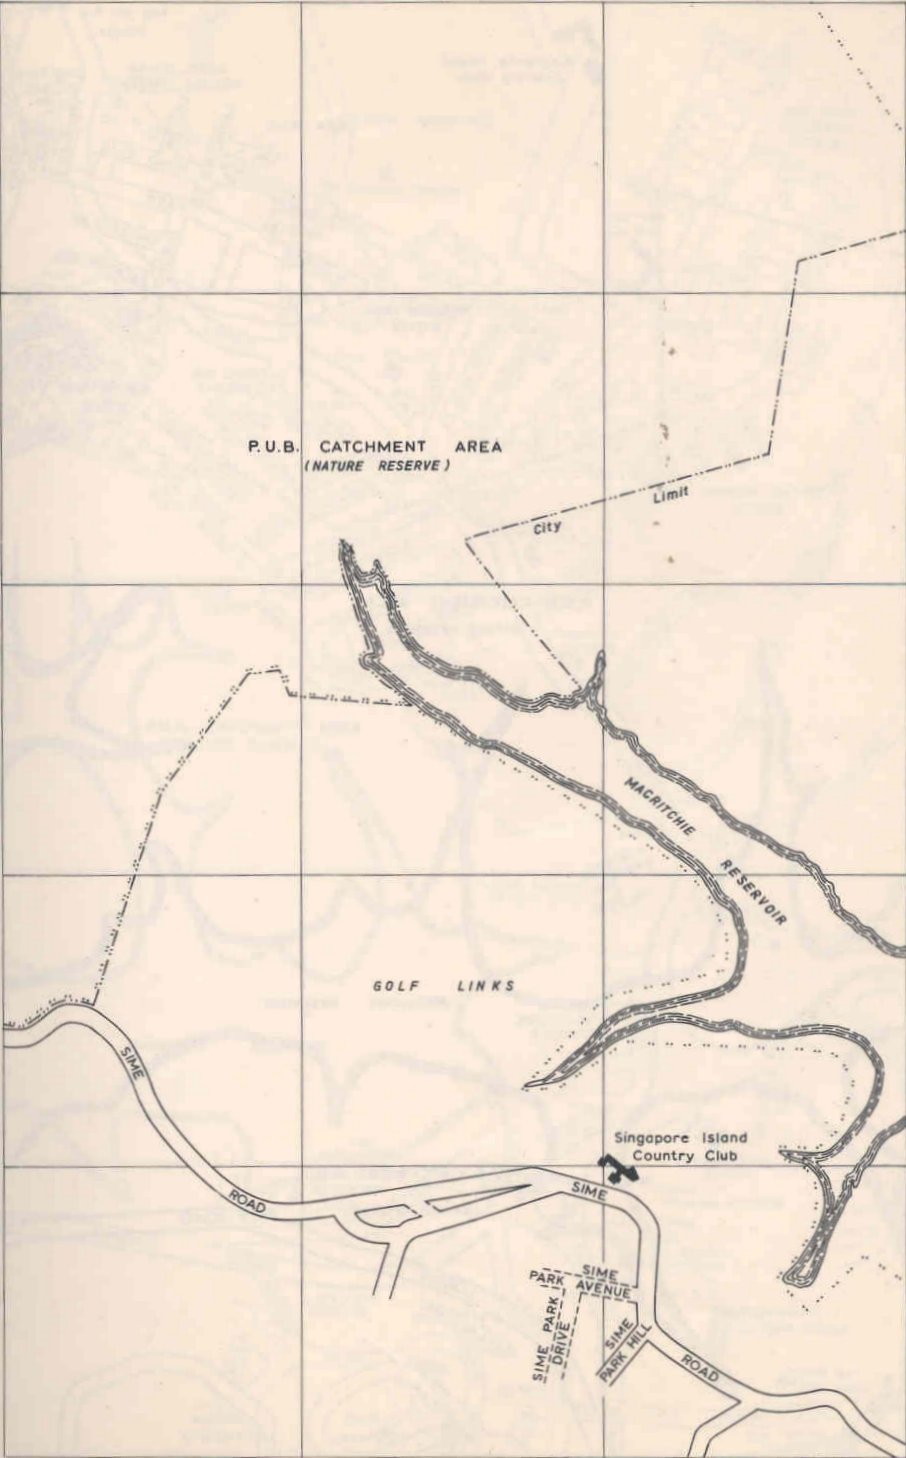 P.U.B. CATCHMENT AREA
(NATURE RESERVE)
City Limit
MACRITCHIE
RESERVOIR
GOLF LINKS
SIME
ROAD
Singapore Island
Country Club
SIME
PARK SIME
AVENUE
SIME PARK
DRIVE
SIME
PARK HILL
ROAD